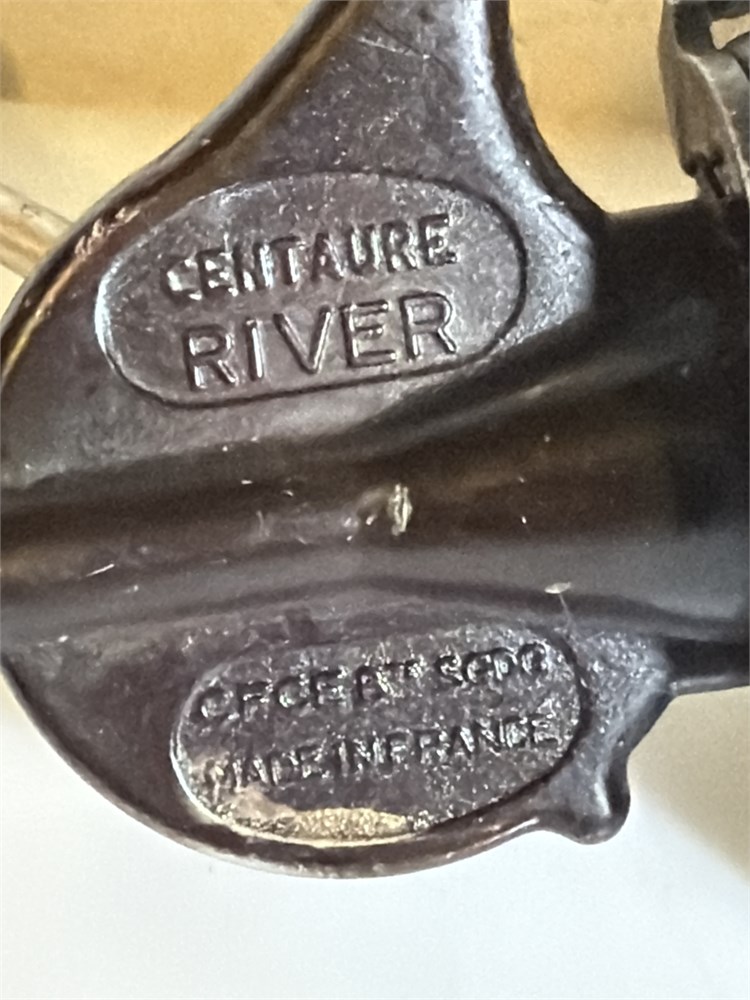 CENTAURE
RIVER
C.F.C.F. BT SGDG
MADE IN FRANCE